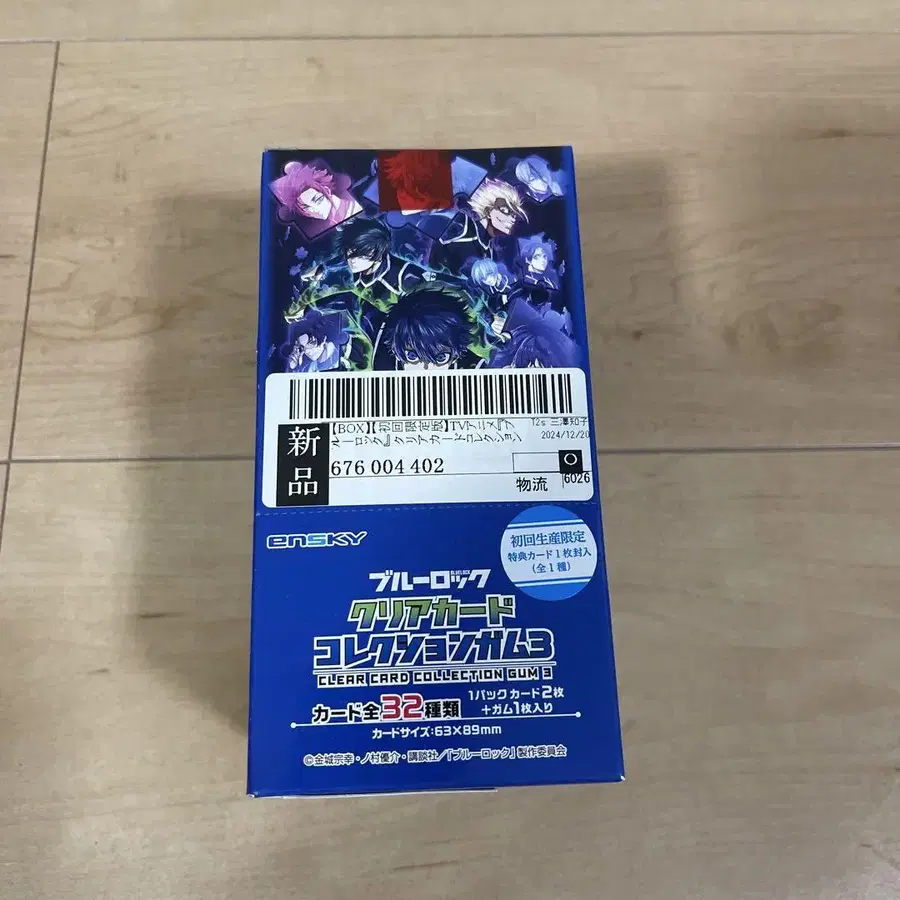 新品
【BOX】【初回限定版】TVアニメ『ブ
ルーロック』クリアカードコレクション
2024/12/20
676 004 402
物流
6026
ensky
初回生産限定
特典カード1枚封入
(全1種)
ブルーロック
BLUELOCK
クリアカード
コレクションガム3
CLEAR CARD COLLECTION GUM 3
カード全32種類
1パックカード2枚
+ガム1枚入り
カードサイズ:63×89mm
©金城宗幸・ノ村優介・講談社/「ブルーロック」製作委員会